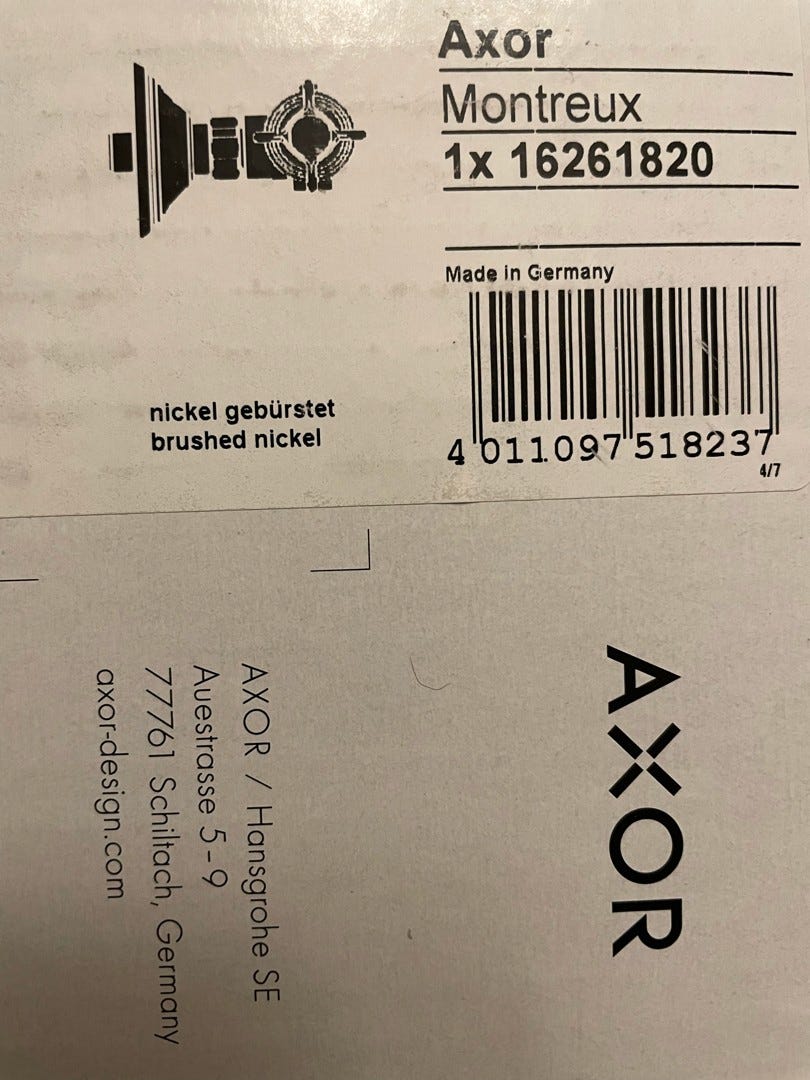 Axor
Montreux
1x 16261820
Made in Germany
nickel gebürstet
brushed nickel
4 011097 518237
4/7
AXOR
AXOR / Hansgrohe SE
Auestrasse 5-9
77761 Schiltach, Germany
axor-design.com